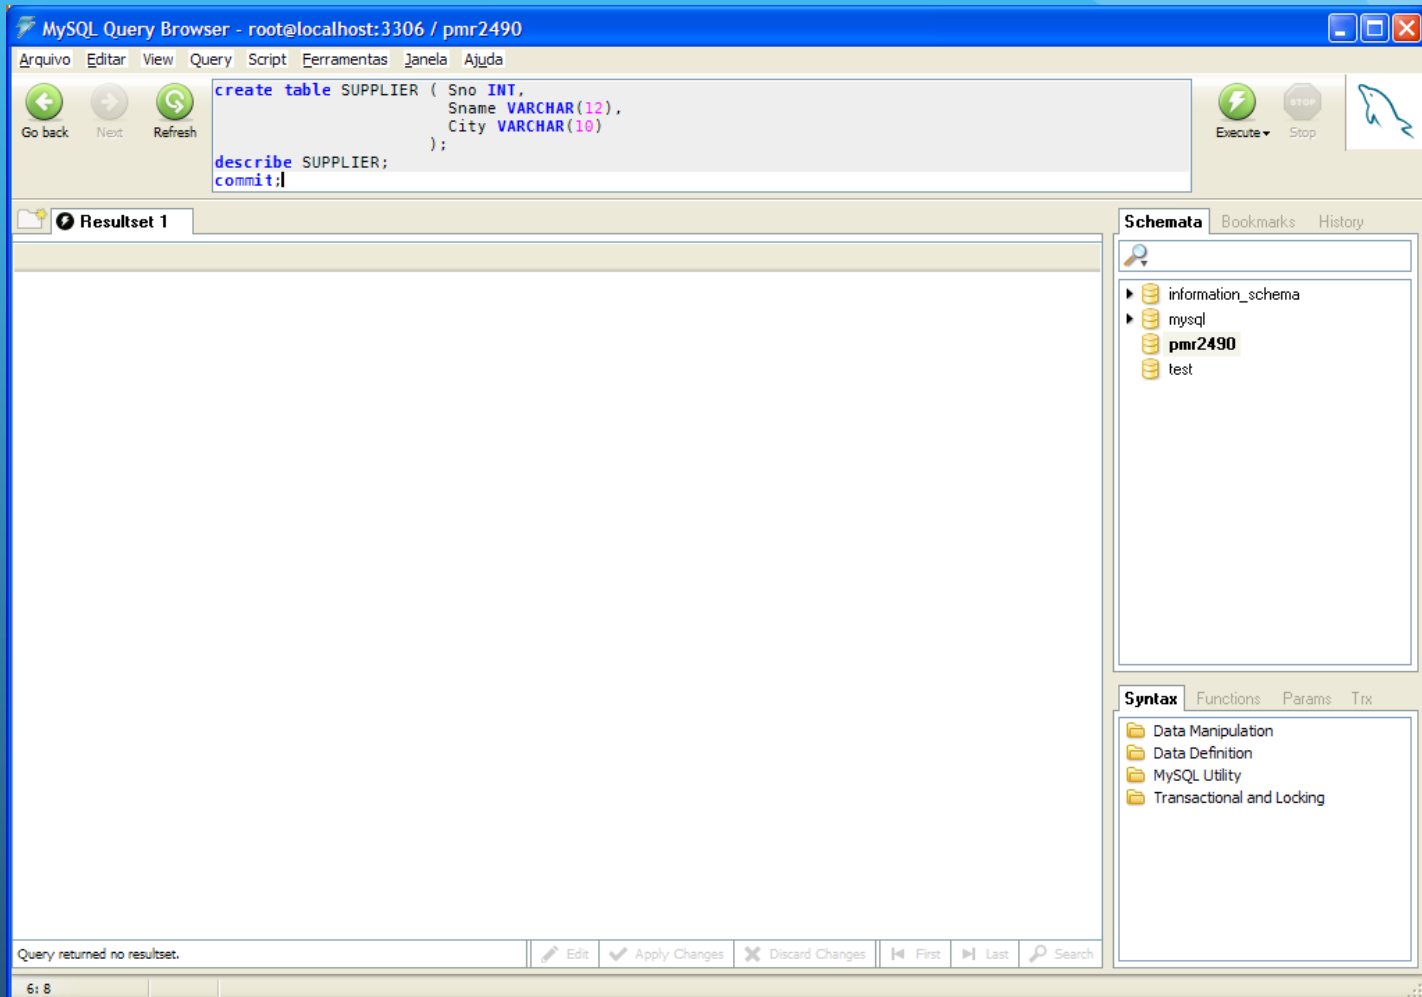 MySQL Query Browser - root@localhost:3306 / pmr2490
Arquivo Editar View Query Script Ferramentas Janela Ajuda
Go back Next Refresh
create table SUPPLIER ( Sno INT,
Sname VARCHAR(12),
City VARCHAR(10)
);
describe SUPPLIER;
commit;
Execute STOP Stop
Resultset 1
Schemata Bookmarks History
information_schema
mysql
pmr2490
test
Syntax Functions Params Trx
Data Manipulation
Data Definition
MySQL Utility
Transactional and Locking
Query returned no resultset.
Edit Apply Changes Discard Changes First Last Search
6: 8